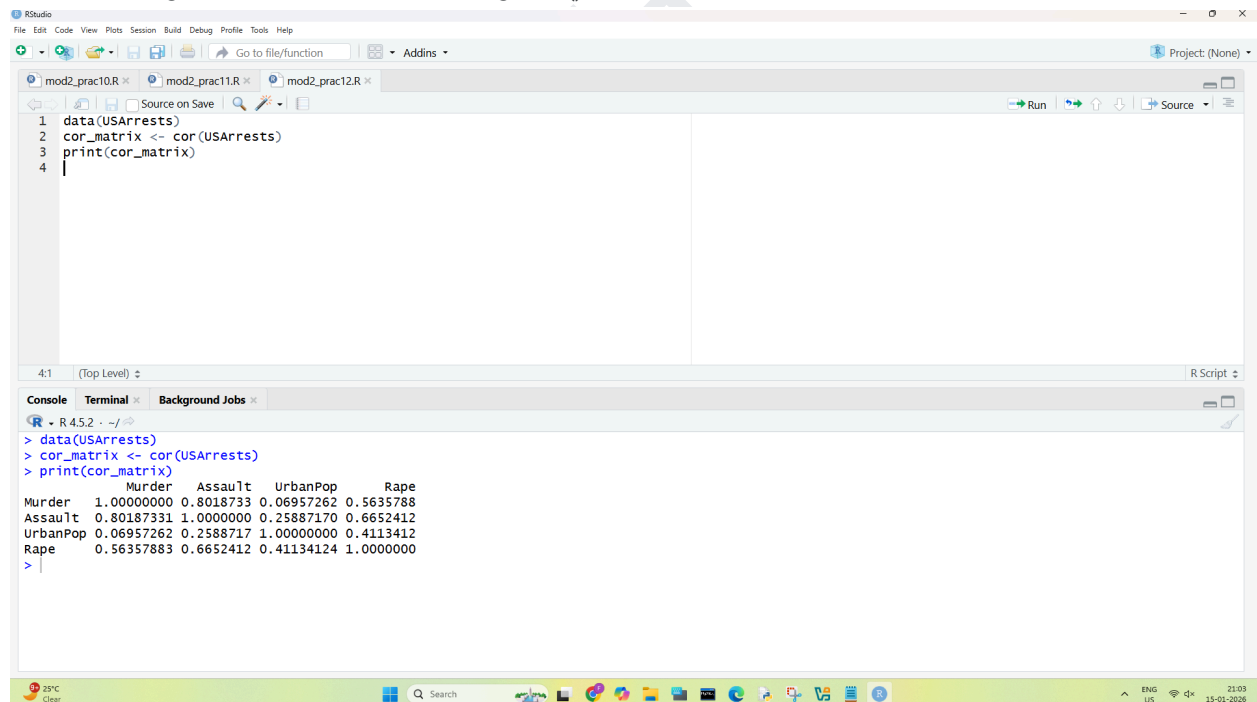 RStudio
File Edit Code View Plots Session Build Debug Profile Tools Help
Go to file/function Addins Project: (None)
mod2_prac10.R mod2_prac11.R mod2_prac12.R
Source on Save Run Source
1 data(USArrests)
2 cor_matrix <- cor(USArrests)
3 print(cor_matrix)
4
4:1 (Top Level) R Script
Console Terminal Background Jobs
R R 4.5.2 · ~/
> data(USArrests)
> cor_matrix <- cor(USArrests)
> print(cor_matrix)
Murder Assault UrbanPop Rape
Murder 1.00000000 0.8018733 0.06957262 0.5635788
Assault 0.80187331 1.0000000 0.25887170 0.6652412
UrbanPop 0.06957262 0.2588717 1.00000000 0.4113412
Rape 0.56357883 0.6652412 0.41134124 1.0000000
>
9+ 25°C
Clear
Search
ENG 21:03
US 15-01-2026